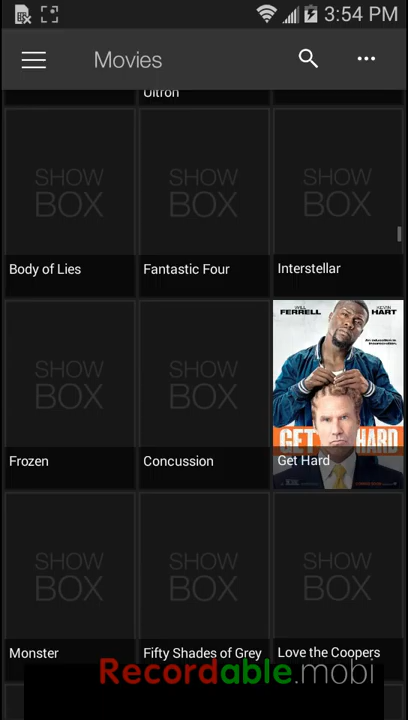 3:54 PM
Movies
Ultron
SHOW BOX
SHOW BOX
SHOW BOX
Body of Lies
Fantastic Four
Interstellar
SHOW BOX
SHOW BOX
WILL FERRELL
KEVIN HART
GET HARD
Frozen
Concussion
Get Hard
SHOW BOX
SHOW BOX
SHOW BOX
Monster
Fifty Shades of Grey
Love the Coopers
Recordable.mobi